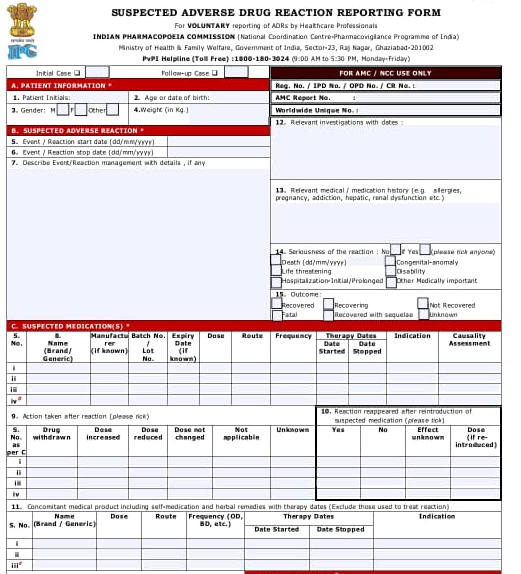 SUSPECTED ADVERSE DRUG REACTION REPORTING FORM
For VOLUNTARY reporting of ADRs by Healthcare Professionals
INDIAN PHARMACOPOEIA COMMISSION (National Coordination Centre-Pharmacovigilance Programme of India)
Ministry of Health & Family Welfare, Government of India, Sector-23, Raj Nagar, Ghaziabad-201002
PvPI Helpline (Toll Free) :1800-180-3024 (9:00 AM to 5:30 PM, Monday-Friday)
Initial Case Follow-up Case
FOR AMC / NCC USE ONLY
A. PATIENT INFORMATION *
Reg. No. / IPD No. / OPD No. / CR No. :
1. Patient Initials: 2. Age or date of birth:
AMC Report No. :
3. Gender: M F Other 4.Weight (in Kg.)
Worldwide Unique No. :
B. SUSPECTED ADVERSE REACTION *
12. Relevant investigations with dates :
5. Event / Reaction start date (dd/mm/yyyy)
6. Event / Reaction stop date (dd/mm/yyyy)
7. Describe Event/Reaction management with details , if any
13. Relevant medical / medication history (e.g. allergies,
pregnancy, addiction, hepatic, renal dysfunction etc.)
14. Seriousness of the reaction : No if Yes (please tick anyone)
Death (dd/mm/yyyy) Congenital-anomaly
Life threatening Disability
Hospitalization-Initial/Prolonged Other Medically important
15. Outcome:
Recovered Recovering Not Recovered
Fatal Recovered with sequelae Unknown
C. SUSPECTED MEDICATION(S) *
S. No. 8. Name (Brand/ Generic) Manufactu rer (if known) Batch No. / Lot No. Expiry Date (if known) Dose Route Frequency Therapy Dates Indication Causality Assessment
Date Started Date Stopped
i
ii
iii
iv#
9. Action taken after reaction (please tick)
10. Reaction reappeared after reintroduction of
suspected medication (please tick)
S. No. as per C Drug withdrawn Dose increased Dose reduced Dose not changed Not applicable Unknown Yes No Effect unknown Dose (if re-introduced)
i
ii
iii
iv
11. Concomitant medical product including self-medication and herbal remedies with therapy dates (Exclude those used to treat reaction)
S. No. Name (Brand / Generic) Dose Route Frequency (OD, BD, etc.) Therapy Dates Indication
Date Started Date Stopped
i
ii
iii#